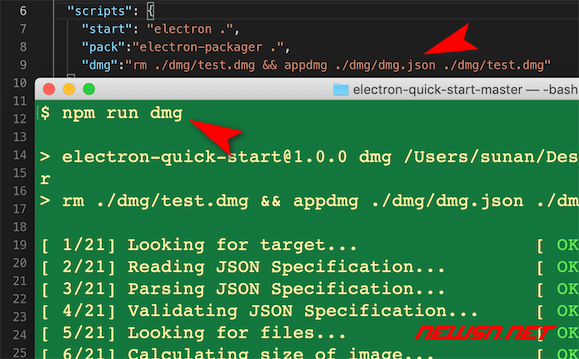 6 "scripts": {
7 "start": "electron .",
8 "pack":"electron-packager .",
9 "dmg":"rm ./dmg/test.dmg && appdmg ./dmg/dmg.json ./dmg/test.dmg"
10
11
12
13
14
15
16
17
18
19
20
21
22
23
24
25
electron-quick-start-master — -bash
$ npm run dmg
> electron-quick-start@1.0.0 dmg /Users/sunan/Des
r
> rm ./dmg/test.dmg && appdmg ./dmg/dmg.json ./dm
[ 1/21] Looking for target... [ OK
[ 2/21] Reading JSON Specification... [ OK
[ 3/21] Parsing JSON Specification... [ OK
[ 4/21] Validating JSON Specification... [ OK
[ 5/21] Looking for files... [ OK
[ 6/21] Calculating size of image... [ OK
NEWSN.NET